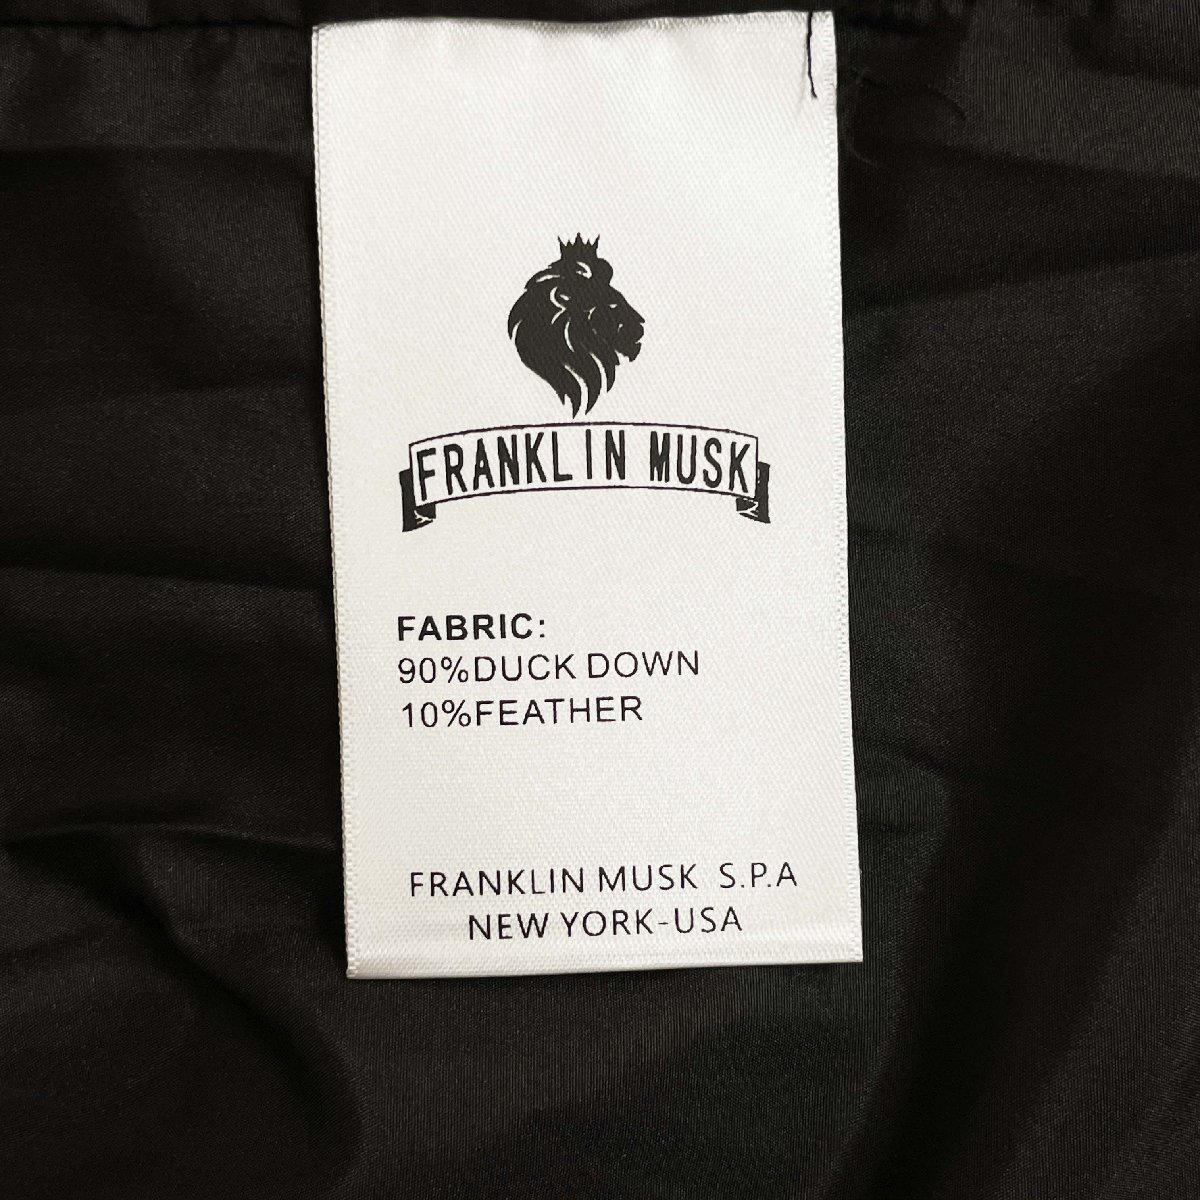 FRANKLIN MUSK
FABRIC:
90%DUCK DOWN
10%FEATHER
FRANKLIN MUSK S.P.A
NEW YORK-USA